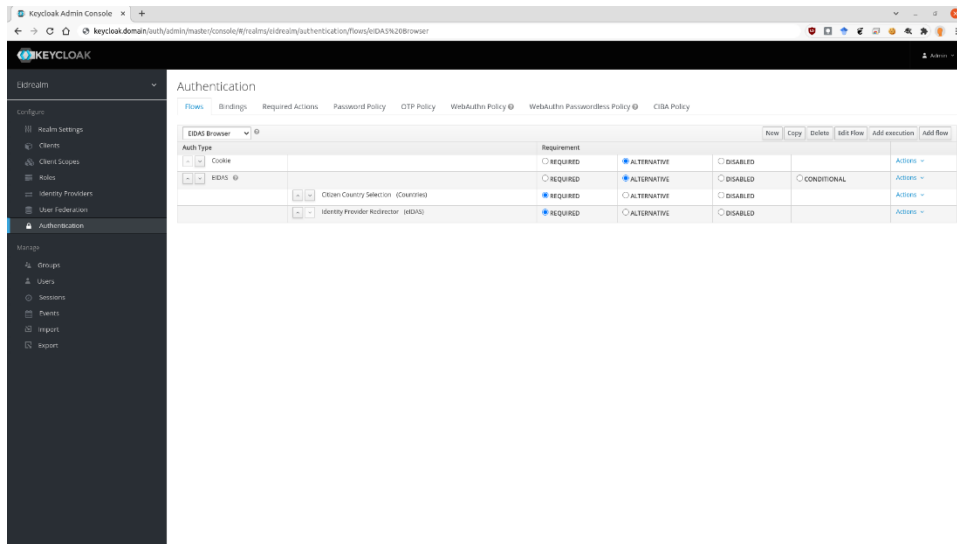 Keycloak Admin Console
keycloak.domain/auth/admin/master/console/#/realms/eidrealm/authentication/flows/eIDAS%20Browser
KEYCLOAK
Admin
Eidrealm
Configure
Realm Settings
Clients
Client Scopes
Roles
Identity Providers
User Federation
Authentication
Manage
Groups
Users
Sessions
Events
Import
Export
Authentication
Flows Bindings Required Actions Password Policy OTP Policy WebAuthn Policy WebAuthn Passwordless Policy CIBA Policy
EIDAS Browser New Copy Delete Edit Flow Add execution Add flow
Auth Type Requirement
Cookie REQUIRED ALTERNATIVE DISABLED Actions
EIDAS REQUIRED ALTERNATIVE DISABLED CONDITIONAL Actions
Citizen Country Selection (Countries) REQUIRED ALTERNATIVE DISABLED Actions
Identity Provider Redirector (eIDAS) REQUIRED ALTERNATIVE DISABLED Actions